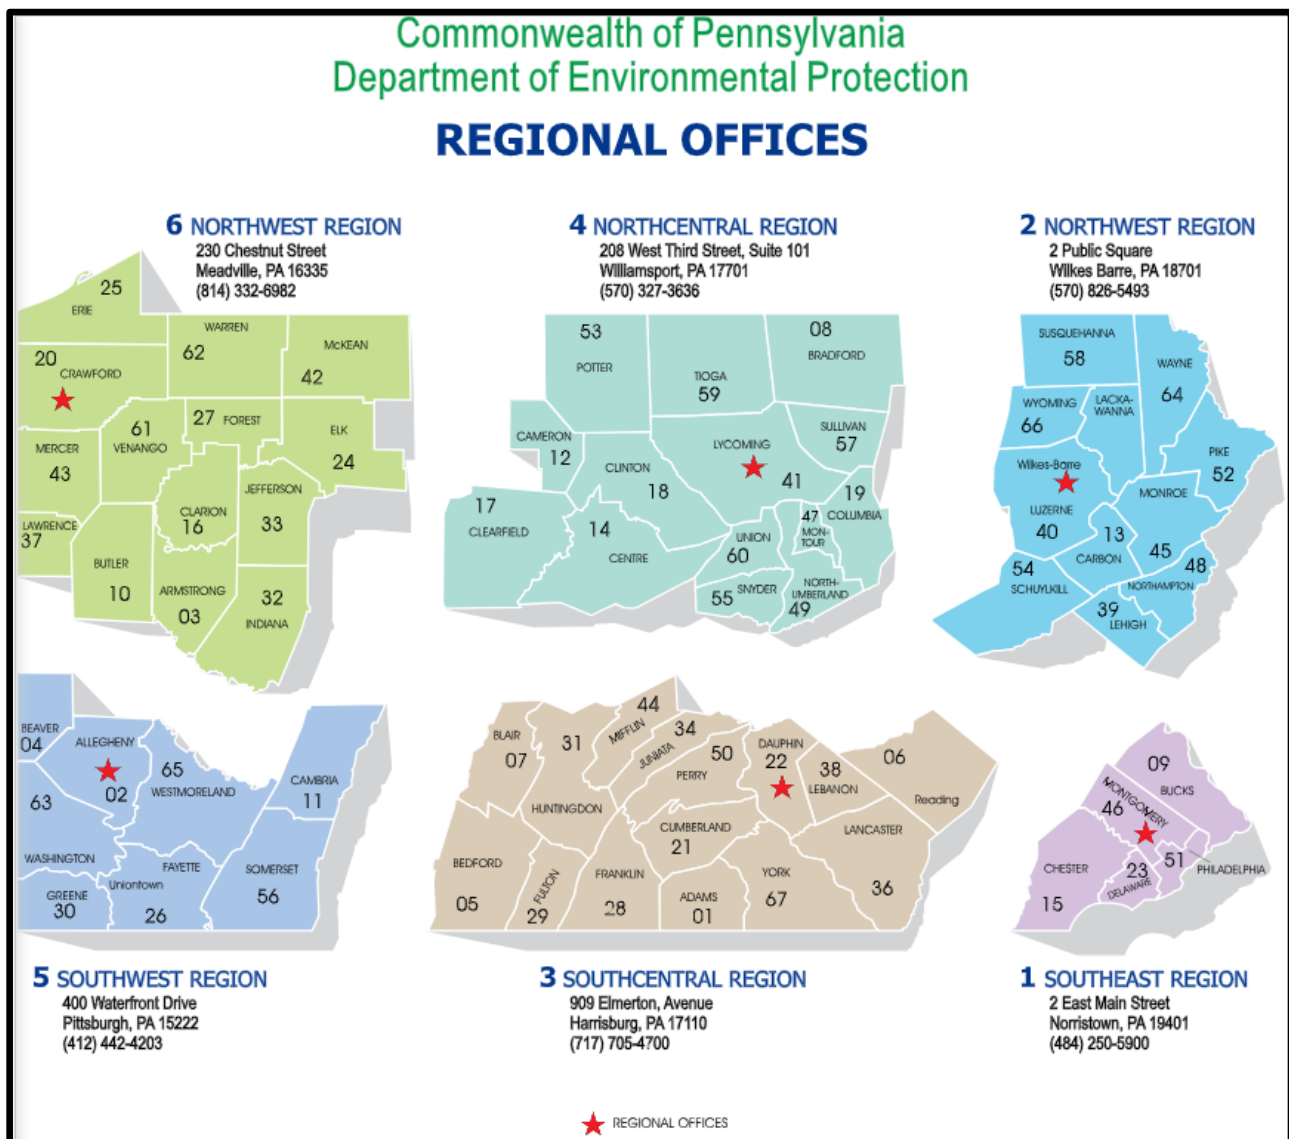 Commonwealth of Pennsylvania
Department of Environmental Protection
REGIONAL OFFICES
6 NORTHWEST REGION
230 Chestnut Street
Meadville, PA 16335
(814) 332-6982
25
ERIE
WARREN
62
McKEAN
42
20
CRAWFORD
61
VENANGO
27 FOREST
ELK
24
MERCER
43
JEFFERSON
33
CLARION
16
LAWRENCE
37
BUTLER
10
ARMSTRONG
03
32
INDIANA
4 NORTHCENTRAL REGION
208 West Third Street, Suite 101
Williamsport, PA 17701
(570) 327-3636
53
POTTER
TIOGA
59
08
BRADFORD
CAMERON
12
CLINTON
18
LYCOMING
41
SULLIVAN
57
17
CLEARFIELD
14
CENTRE
19
COLUMBIA
47
MON-
TOUR
UNION
60
55 SNYDER
NORTH-
UMBERLAND
49
2 NORTHWEST REGION
2 Public Square
Wilkes Barre, PA 18701
(570) 826-5493
SUSQUEHANNA
58
WAYNE
64
WYOMING
66
LACKA-
WANNA
PIKE
52
Wilkes-Barre
LUZERNE
40
MONROE
45
13
CARBON
54
SCHUYLKILL
48
NORTHAMPTON
39
LEHIGH
BEAVER
04
ALLEGHENY
02
65
WESTMORELAND
CAMBRIA
11
63
WASHINGTON
FAYETTE
Uniontown
26
SOMERSET
56
GREENE
30
5 SOUTHWEST REGION
400 Waterfront Drive
Pittsburgh, PA 15222
(412) 442-4203
BLAIR
07
31
HUNTINGDON
44
MIFFLIN
34
JUNIATA
50
PERRY
DAUPHIN
22
38
LEBANON
06
Reading
CUMBERLAND
21
LANCASTER
36
BEDFORD
05
FULTON
29
FRANKLIN
28
ADAMS
01
YORK
67
3 SOUTHCENTRAL REGION
909 Elmerton, Avenue
Harrisburg, PA 17110
(717) 705-4700
09
BUCKS
MONTGOMERY
46
CHESTER
15
23
DELAWARE
51
PHILADELPHIA
1 SOUTHEAST REGION
2 East Main Street
Norristown, PA 19401
(484) 250-5900
REGIONAL OFFICES